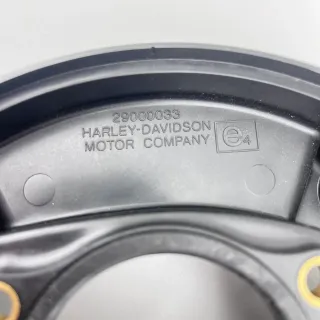 29000033
HARLEY-DAVIDSON
MOTOR COMPANY e4